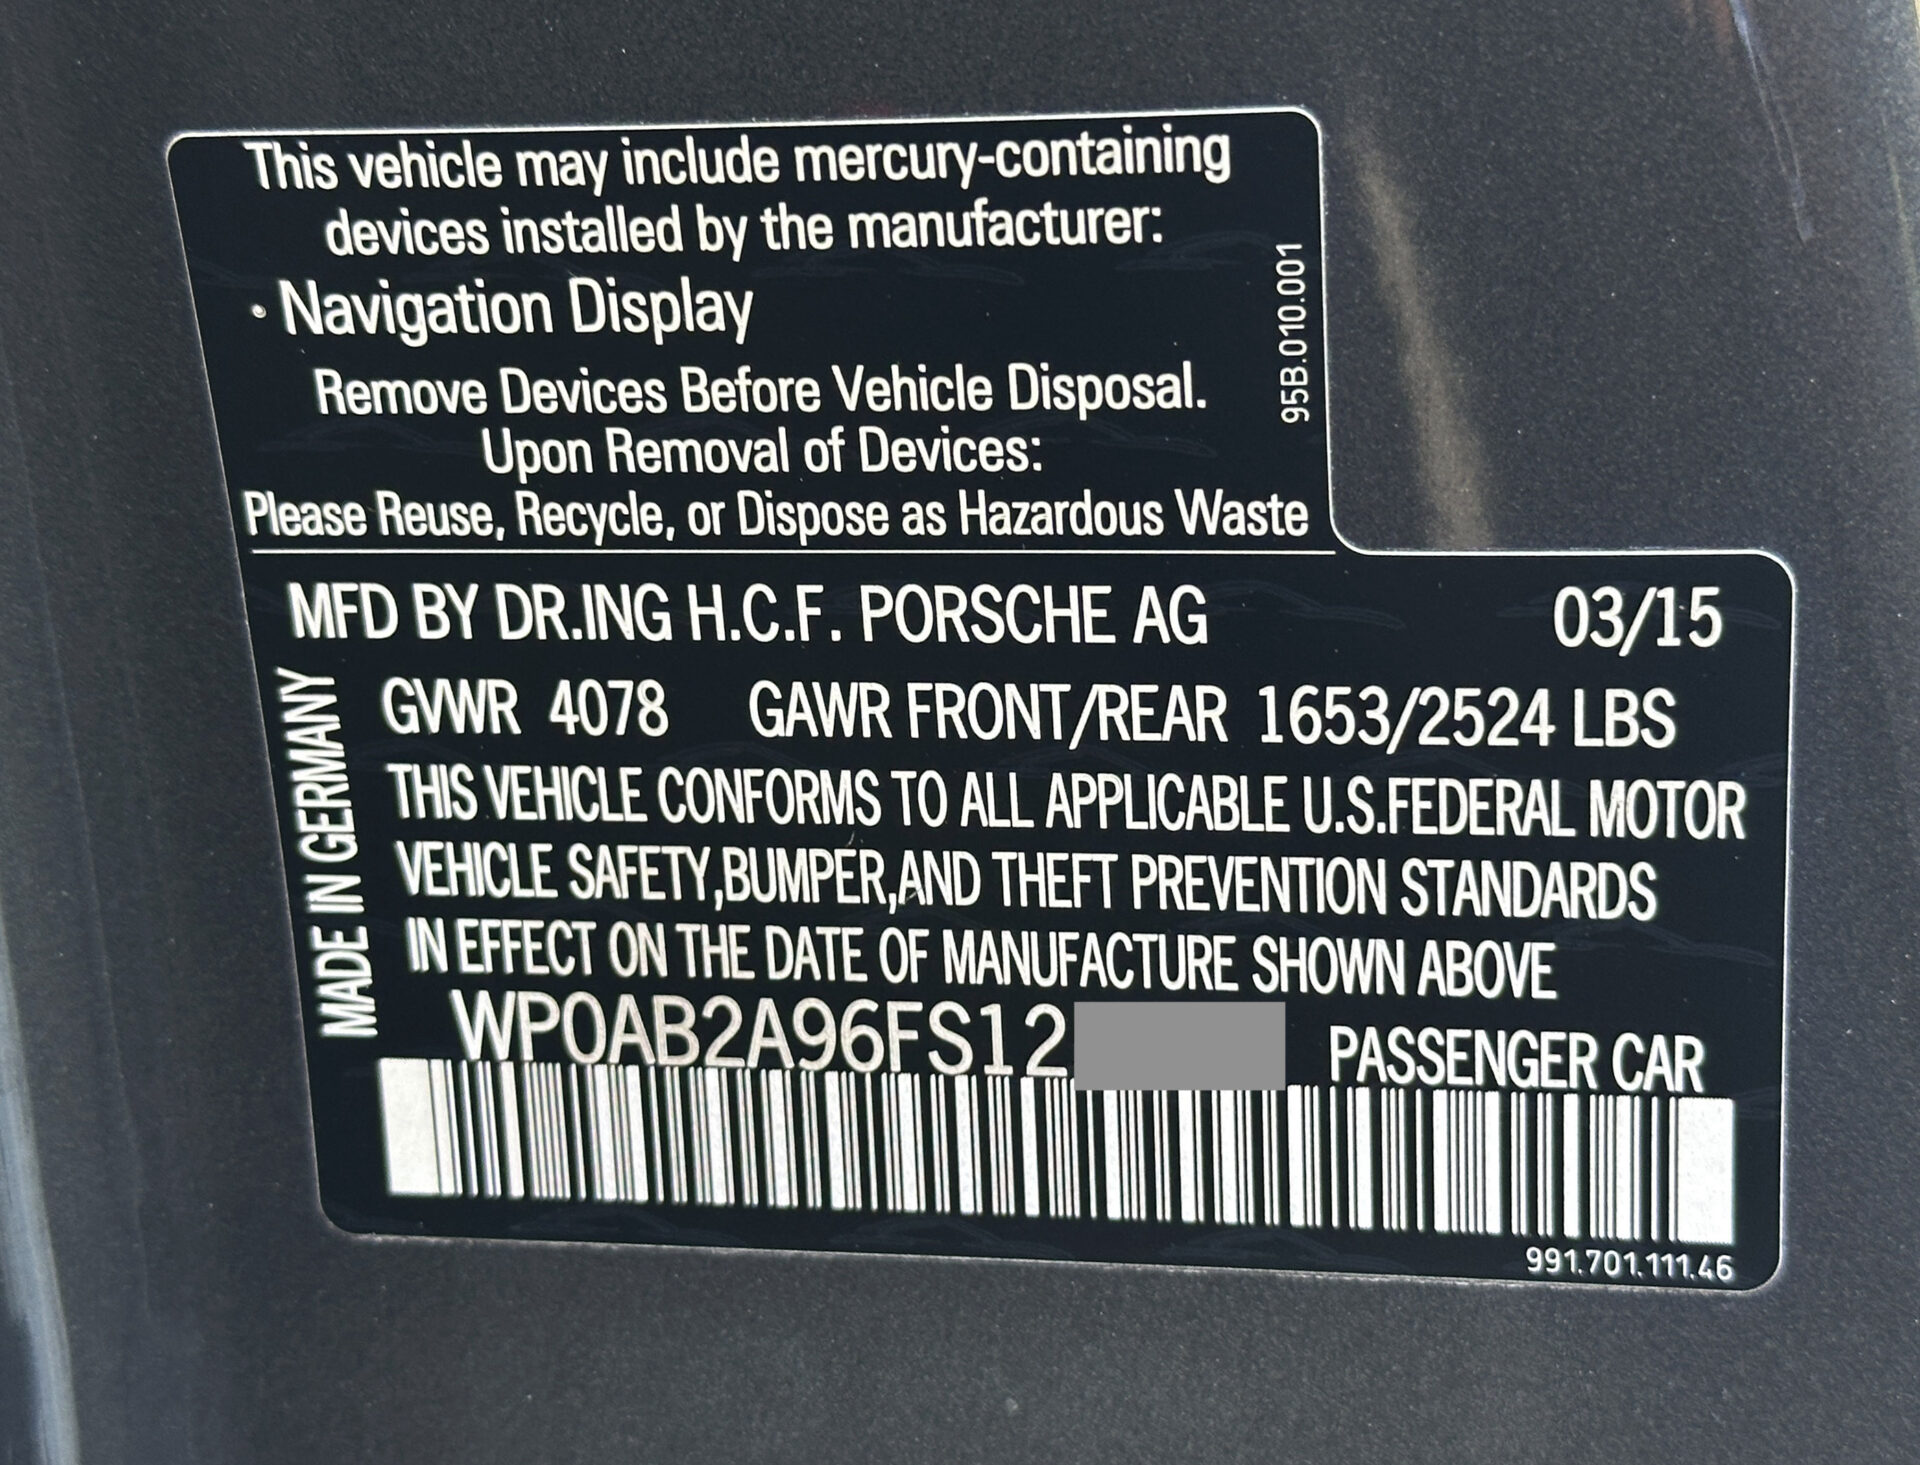 This vehicle may include mercury-containing
devices installed by the manufacturer:
· Navigation Display
Remove Devices Before Vehicle Disposal.
Upon Removal of Devices:
Please Reuse, Recycle, or Dispose as Hazardous Waste
95B.010.001
MFD BY DR.ING H.C.F. PORSCHE AG 03/15
GVWR 4078 GAWR FRONT/REAR 1653/2524 LBS
THIS VEHICLE CONFORMS TO ALL APPLICABLE U.S.FEDERAL MOTOR
VEHICLE SAFETY,BUMPER,AND THEFT PREVENTION STANDARDS
IN EFFECT ON THE DATE OF MANUFACTURE SHOWN ABOVE
MADE IN GERMANY
WP0AB2A96FS12 PASSENGER CAR
991.701.111.46